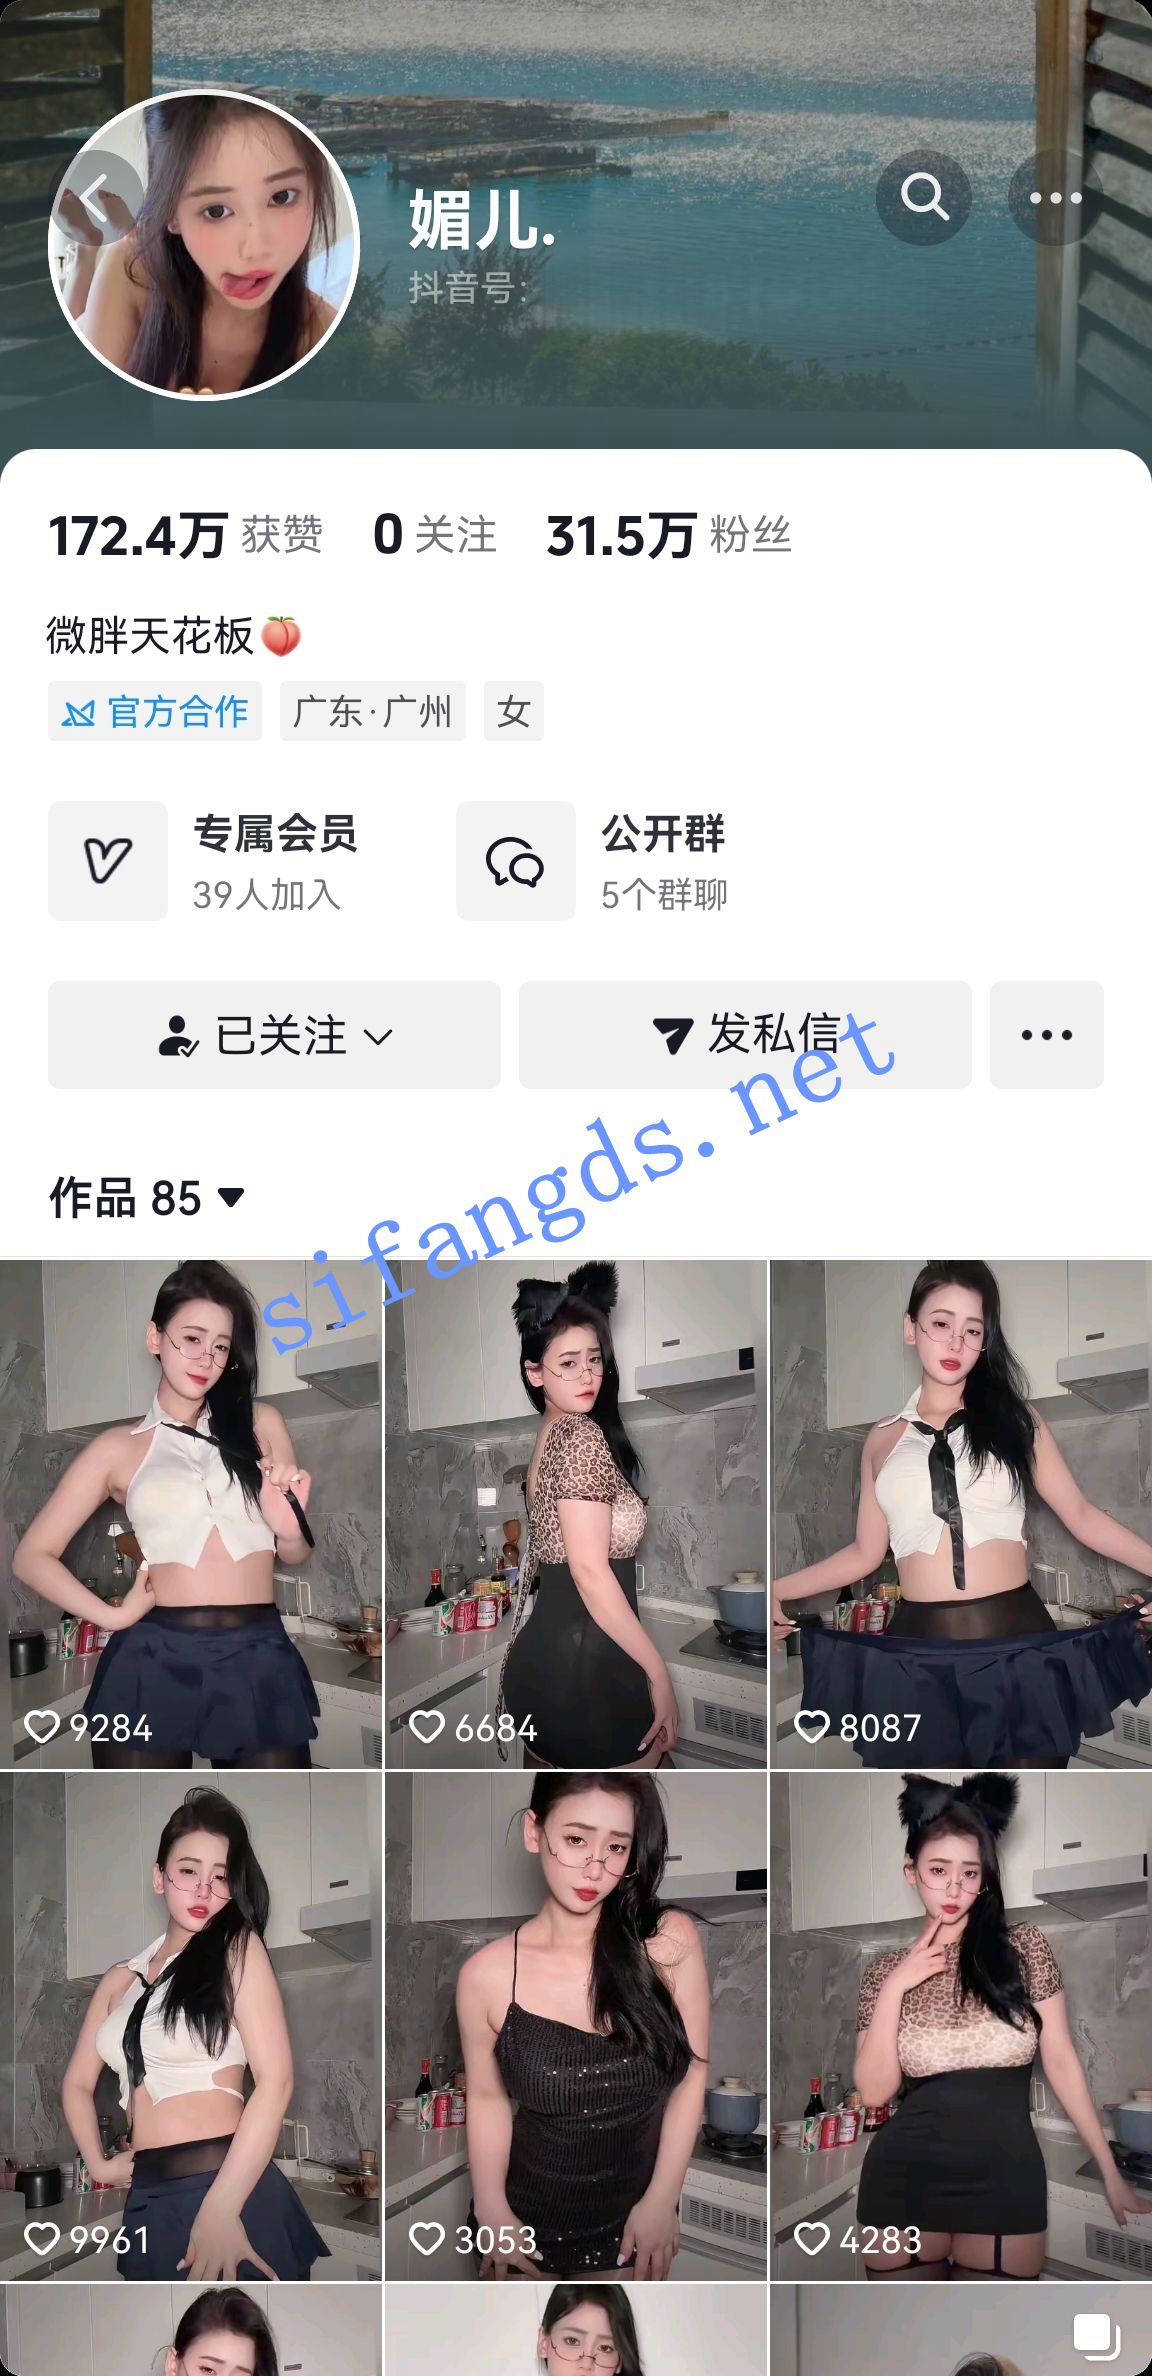 媚儿.
抖音号:
172.4万 获赞 0 关注 31.5万 粉丝
微胖天花板🍑
官方合作 广东·广州 女
专属会员 公开群
39人加入 5个群聊
已关注 发私信
sifangds.net
作品 85
9284 6684 8087
9961 3053 4283